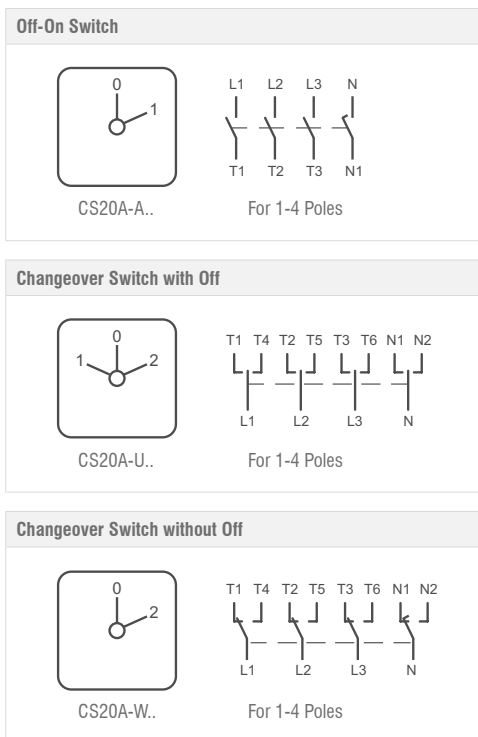 Off-On Switch
0
1
L1 L2 L3 N
T1 T2 T3 N1
CS20A-A..
For 1-4 Poles
Changeover Switch with Off
0
1 2
T1 T4 T2 T5 T3 T6 N1 N2
L1 L2 L3 N
CS20A-U..
For 1-4 Poles
Changeover Switch without Off
0
2
T1 T4 T2 T5 T3 T6 N1 N2
L1 L2 L3 N
CS20A-W..
For 1-4 Poles